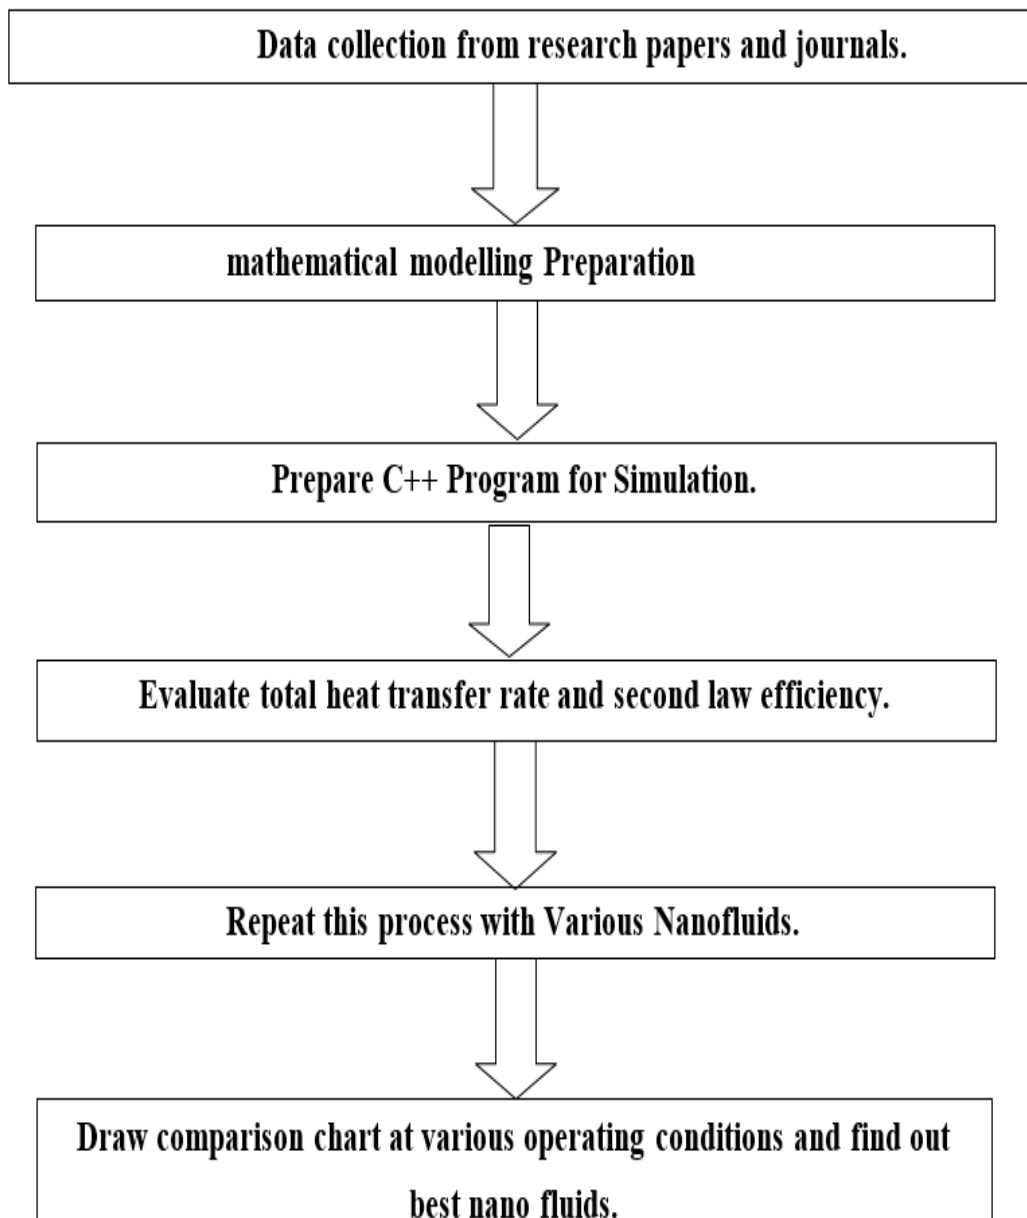 Data collection from research papers and journals.
mathematical modelling Preparation
Prepare C++ Program for Simulation.
Evaluate total heat transfer rate and second law efficiency.
Repeat this process with Various Nanofluids.
Draw comparison chart at various operating conditions and find out
best nano fluids.